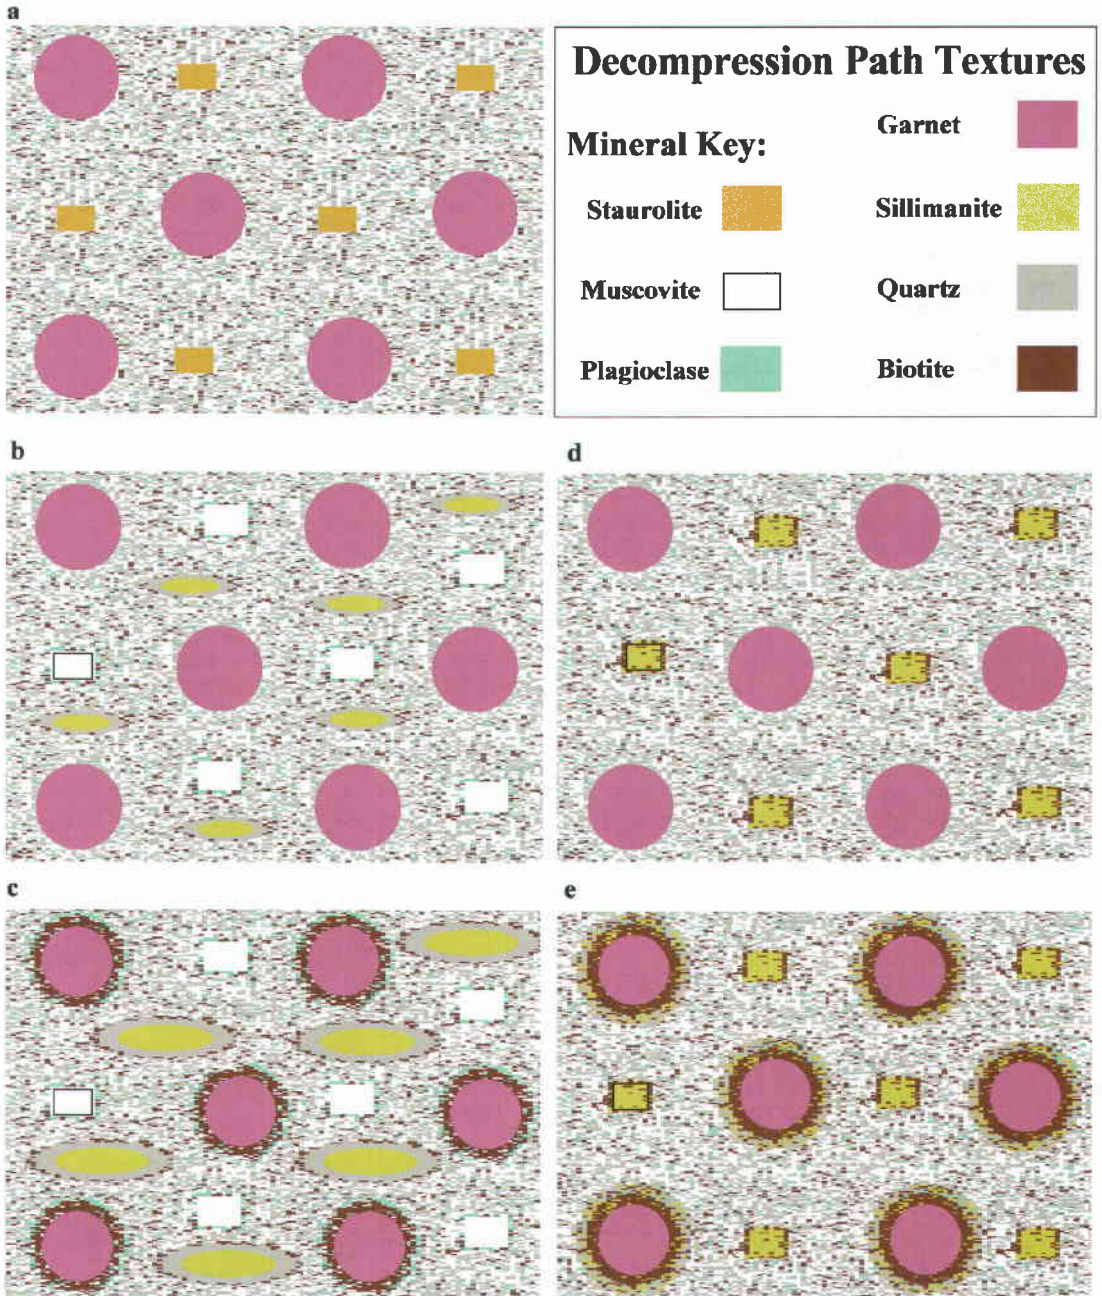 a
Decompression Path Textures
Mineral Key:
Garnet
Staurolite
Sillimanite
Muscovite
Quartz
Plagioclase
Biotite
b
d
c
e